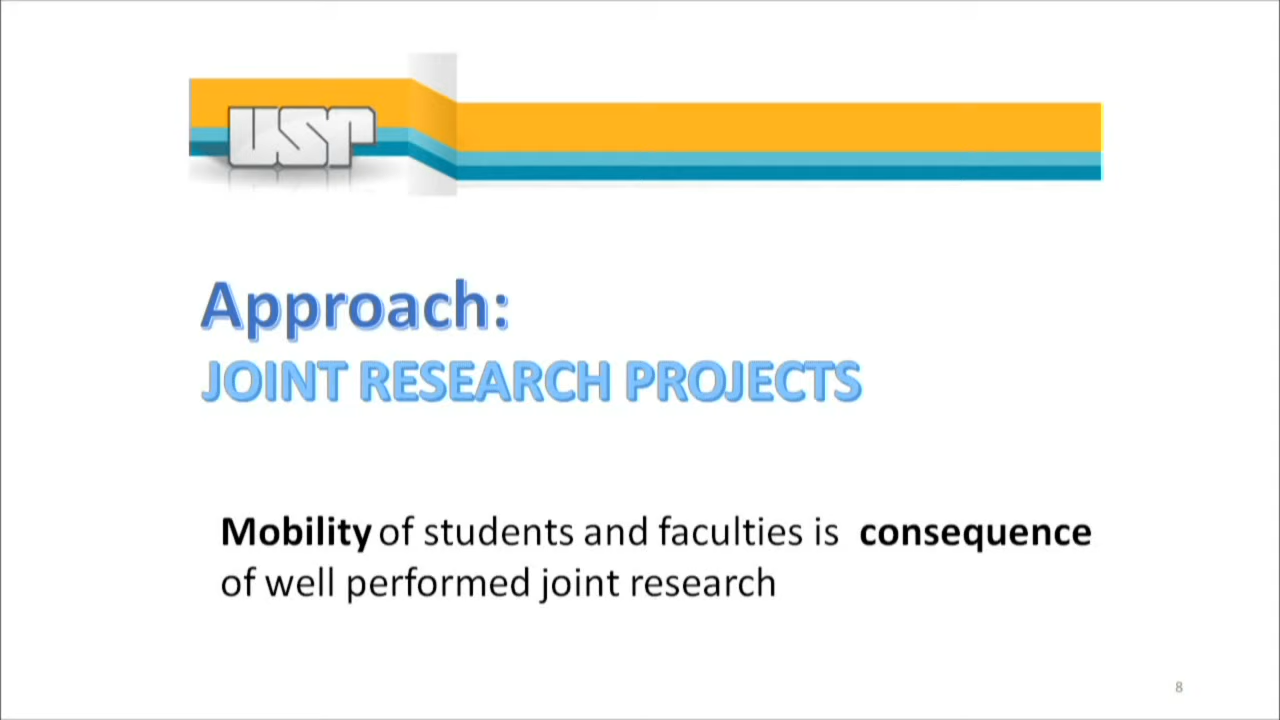 USP
Approach:
JOINT RESEARCH PROJECTS
Mobility of students and faculties is consequence
of well performed joint research
8